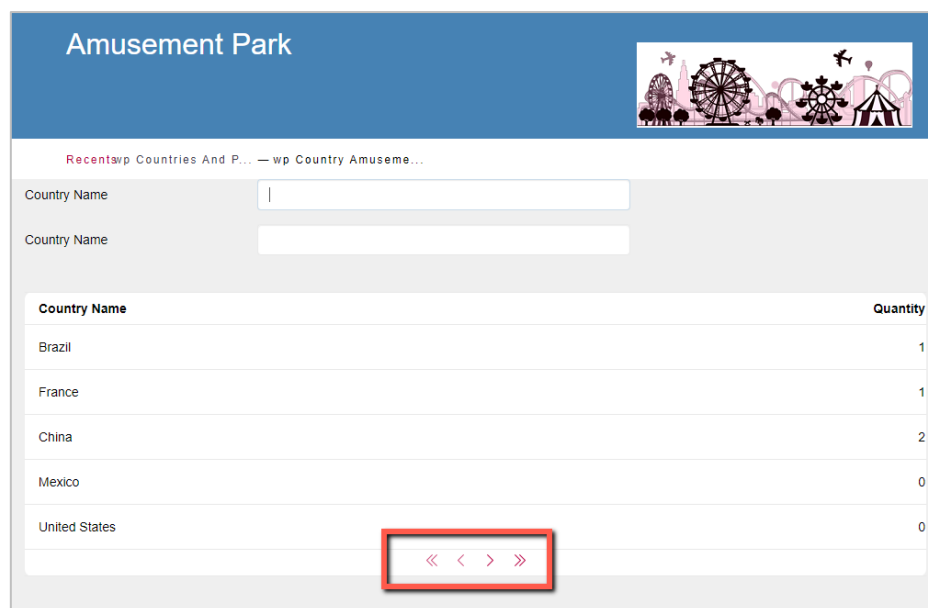 Amusement Park
Recentswp Countries And P... — wp Country Amuseme...
Country Name
Country Name
Country Name Quantity
Brazil 1
France 1
China 2
Mexico 0
United States 0